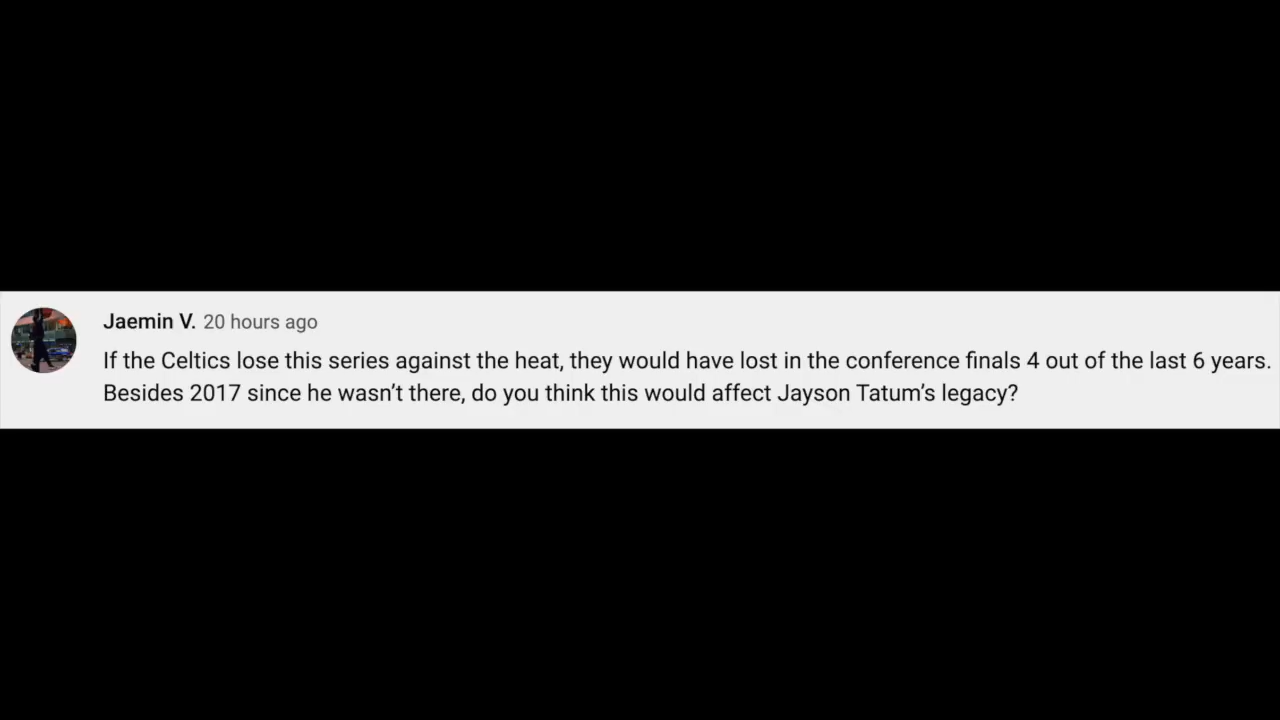 Jaemin V. 20 hours ago
If the Celtics lose this series against the heat, they would have lost in the conference finals 4 out of the last 6 years.
Besides 2017 since he wasn’t there, do you think this would affect Jayson Tatum’s legacy?